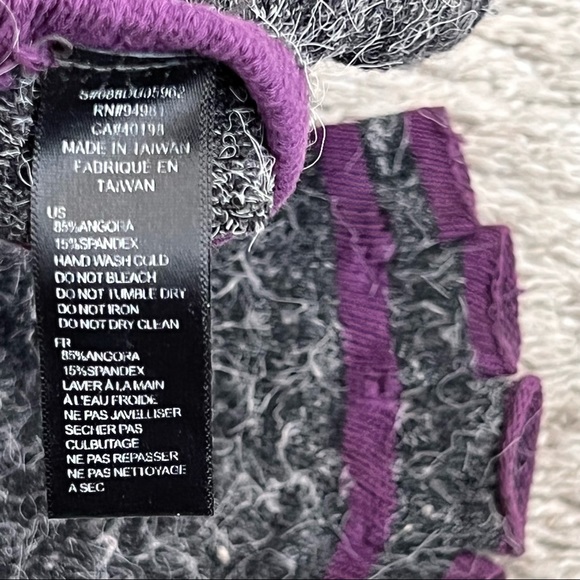 RN#94981
CA#40198
MADE IN TAIWAN
FABRIQUÉ EN
TAIWAN
US
85%ANGORA
15%SPANDEX
HAND WASH COLD
DO NOT BLEACH
DO NOT TUMBLE DRY
DO NOT IRON
DO NOT DRY CLEAN
FR
85%ANGORA
15%SPANDEX
LAVER À LA MAIN
À L'EAU FROIDE
NE PAS JAVELLISER
SECHER PAS
CULBUTAGE
NE PAS REPASSER
NE PAS NETTOYAGE
A SEC